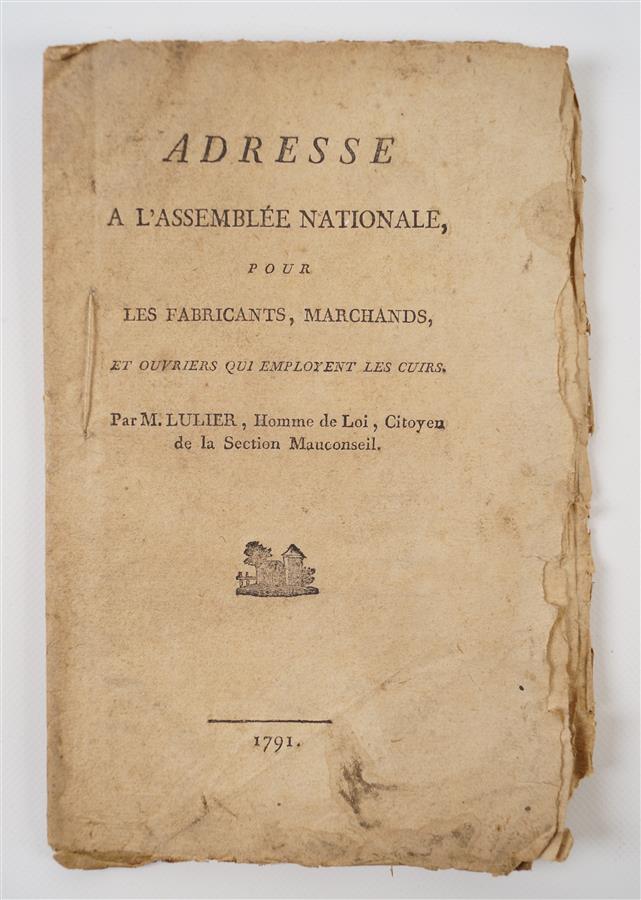 ADRESSE
A L'ASSEMBLÉE NATIONALE,
POUR
LES FABRICANTS, MARCHANDS,
ET OUVRIERS QUI EMPLOYENT LES CUIRS.
Par M. LULIER, Homme de Loi, Citoyen
de la Section Mauconseil.
1791.